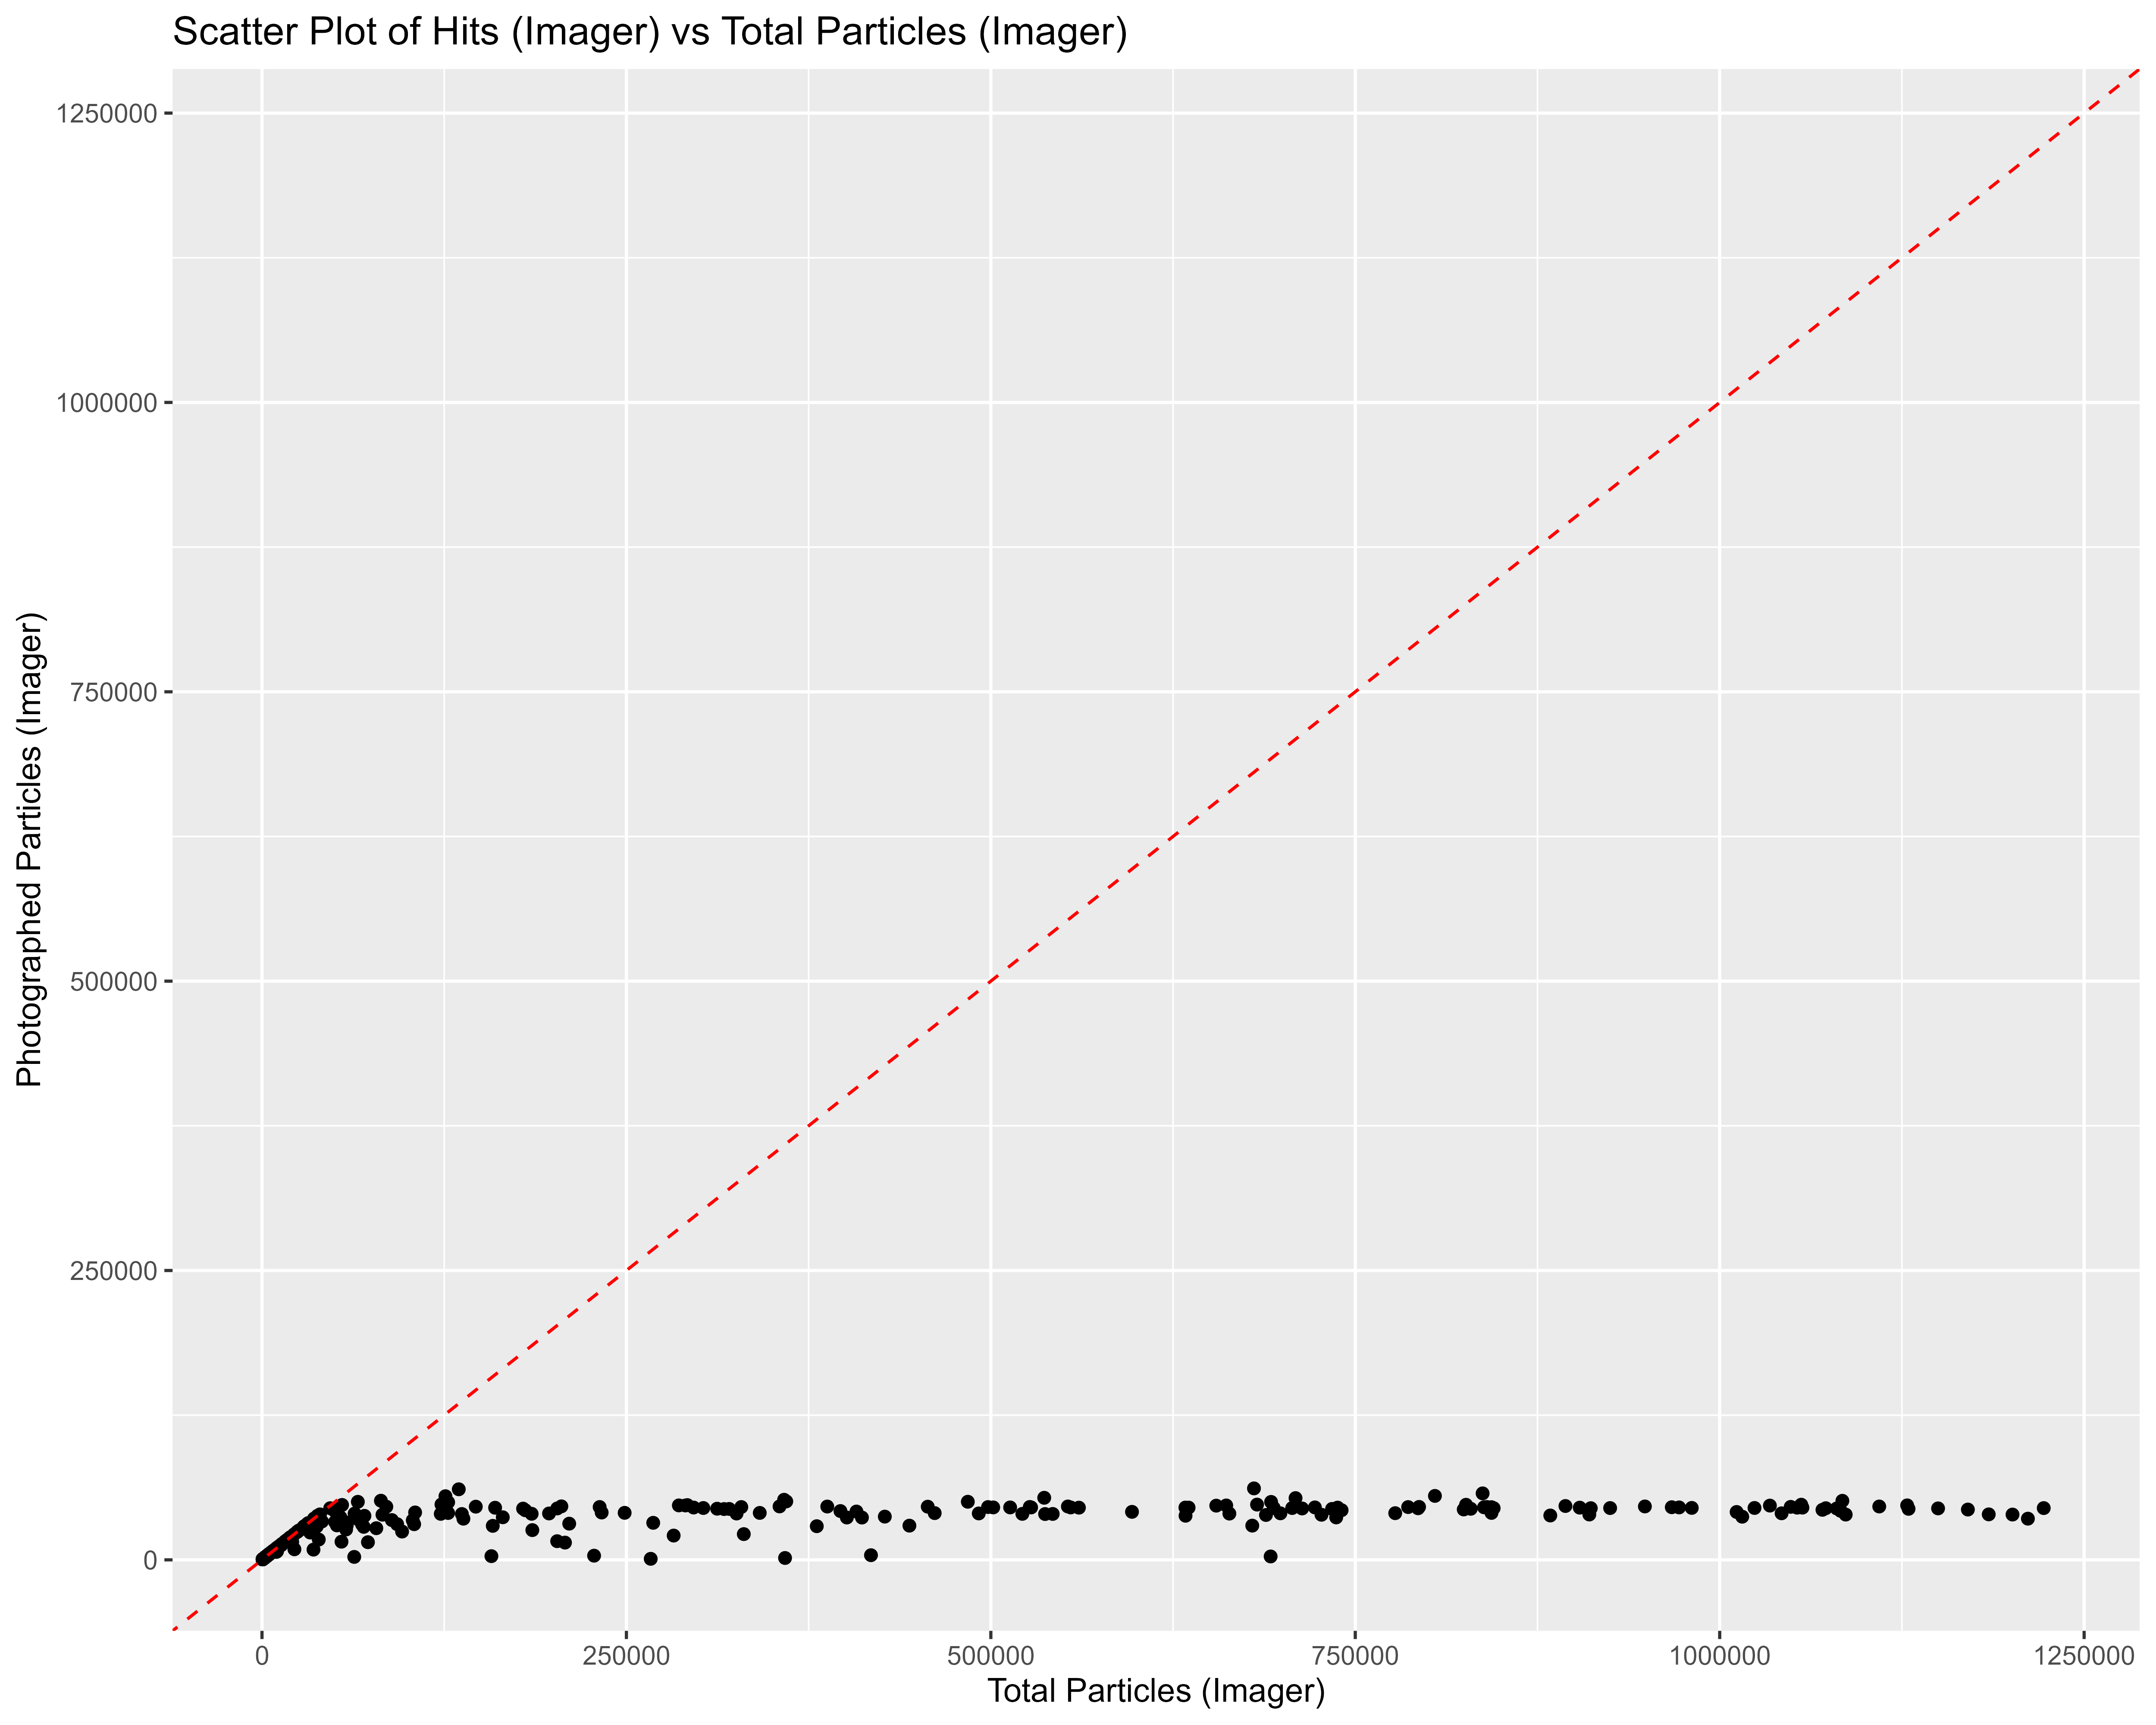 Scatter Plot of Hits (Imager) vs Total Particles (Imager)
Photographed Particles (Imager)
1250000
1000000
750000
500000
250000
0
0 250000 500000 750000 1000000 1250000
Total Particles (Imager)